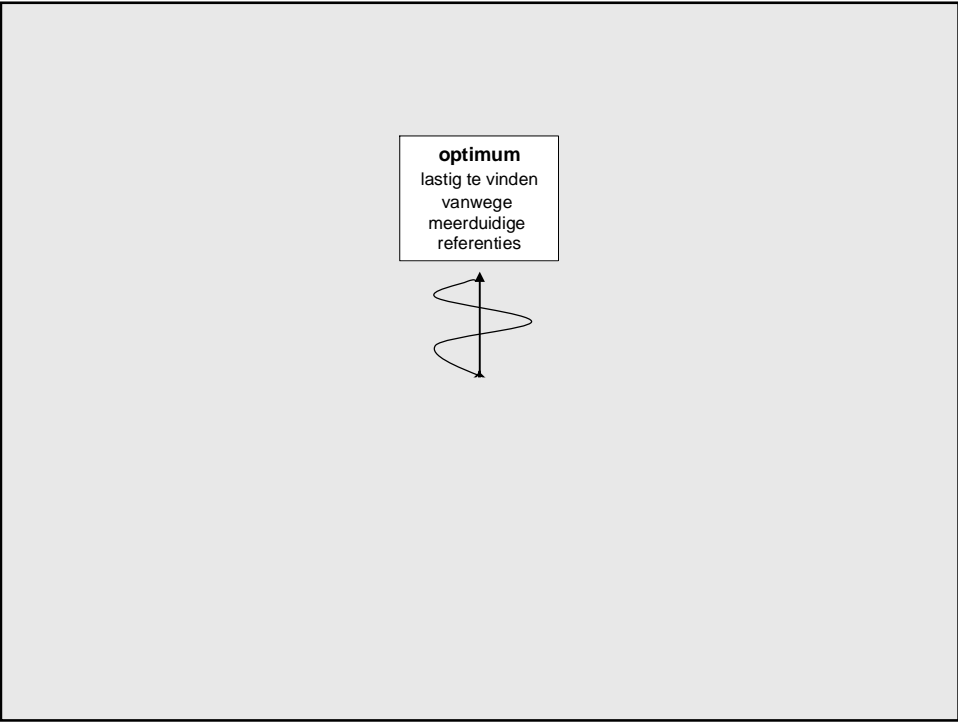 optimum
lastig te vinden
vanwege
meerduidige
referenties